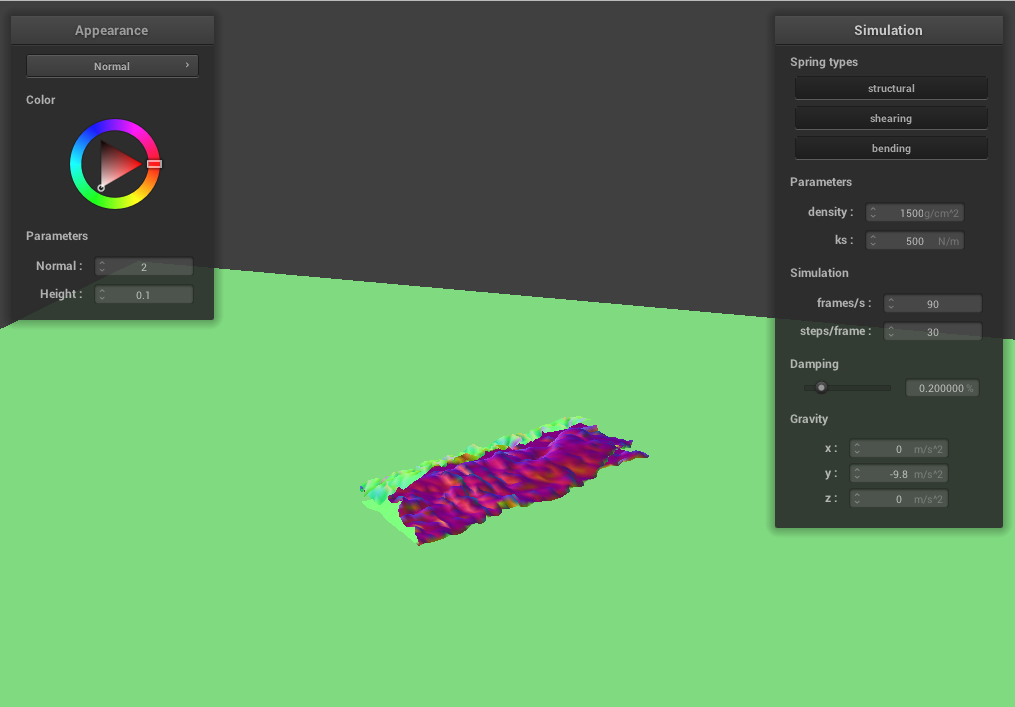 Appearance
Normal
Color
Parameters
Normal : 2
Height : 0.1
Simulation
Spring types
structural
shearing
bending
Parameters
density : 1500 g/cm^2
ks : 500 N/m
Simulation
frames/s : 90
steps/frame : 30
Damping
0.200000 %
Gravity
x : 0 m/s^2
y : -9.8 m/s^2
z : 0 m/s^2